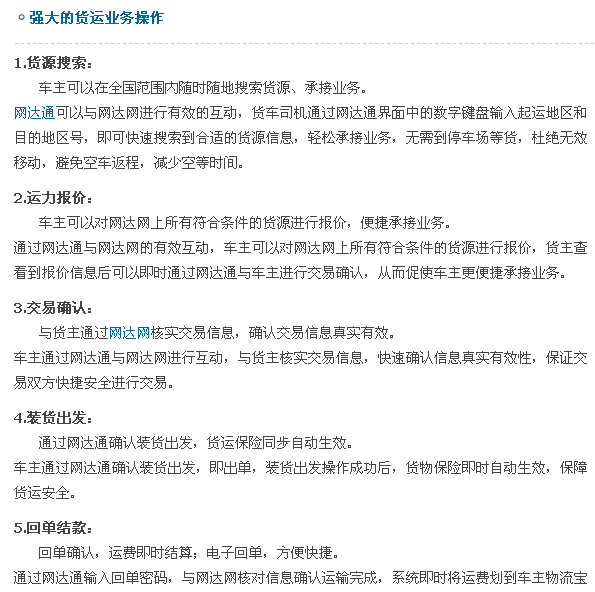 强大的货运业务操作
1.货源搜索：
车主可以在全国范围内随时随地搜索货源、承接业务。
网达通可以与网达网进行有效的互动，货车司机通过网达通界面中的数字键盘输入起运地区和
目的地区号，即可快速搜索到合适的货源信息，轻松承接业务，无需到停车场等货，杜绝无效
移动，避免空车返程，减少空等时间。
2.运力报价：
车主可以对网达网上所有符合条件的货源进行报价，便捷承接业务。
通过网达通与网达网的有效互动，车主可以对网达网上所有符合条件的货源进行报价，货主查
看到报价信息后可以即时通过网达通与车主进行交易确认，从而促使车主更便捷承接业务。
3.交易确认：
与货主通过网达网核实交易信息，确认交易信息真实有效。
车主通过网达通与网达网进行互动，与货主核实交易信息，快速确认信息真实有效性，保证交
易双方快捷安全进行交易。
4.装货出发：
通过网达通确认装货出发，货运保险同步自动生效。
车主通过网达通确认装货出发，即出单，装货出发操作成功后，货物保险即时自动生效，保障
货运安全。
5.回单结款：
回单确认，运费即时结算；电子回单，方便快捷。
通过网达通输入回单密码，与网达网核对信息确认运输完成，系统即时将运费划到车主物流宝